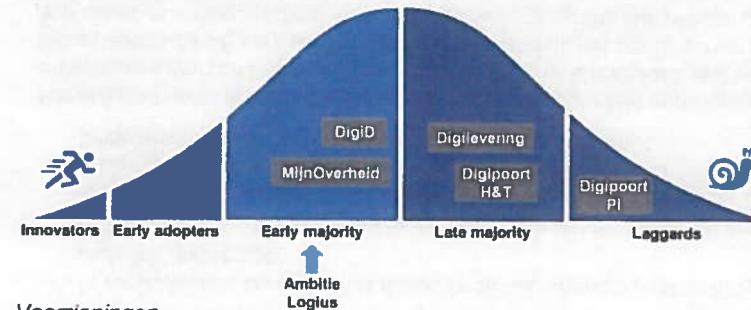 DigiD
MijnOverheid
Digilevering
Digipoort
H&T
Digipoort
PI
Innovators
Early adopters
Early majority
Late majority
Laggards
Ambitie
Logius